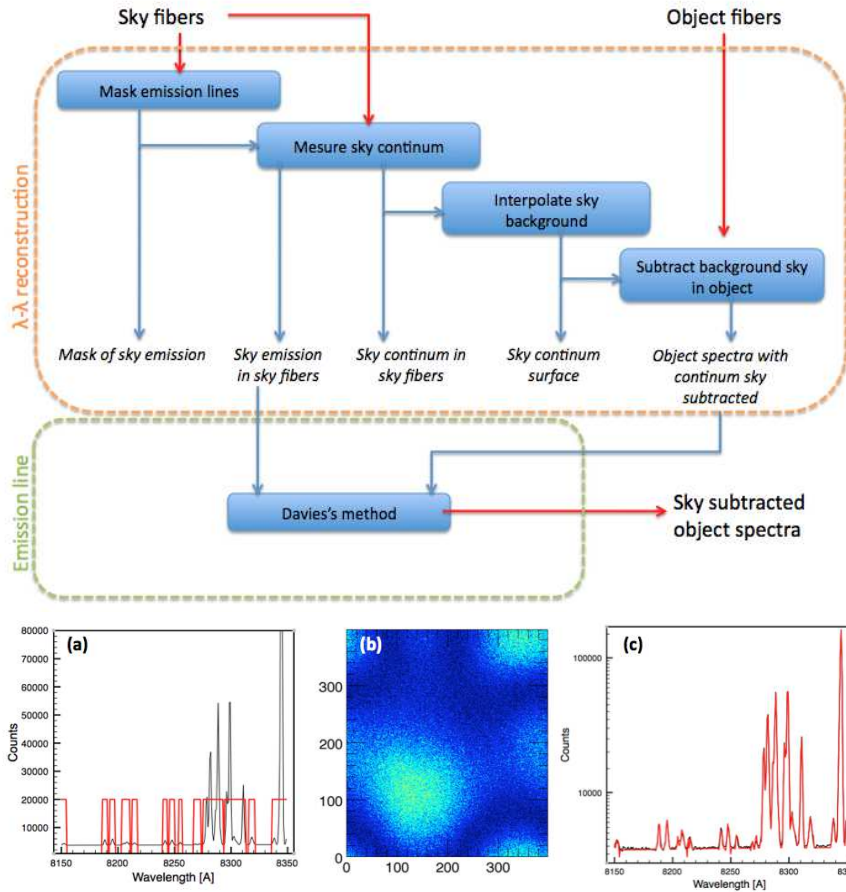 Sky fibers
Object fibers
Mask emission lines
Mesure sky continum
Interpolate sky
background
Subtract background sky
in object
λ-λ reconstruction
Mask of sky emission
Sky emission
in sky fibers
Sky continum in
sky fibers
Sky continum
surface
Object spectra with
continum sky
subtracted
Emission line
Davies's method
Sky subtracted
object spectra
(a)
80000
70000
60000
50000
40000
30000
20000
10000
Counts
8150
8200
8250
8300
8350
Wavelength [A]
(b)
300
200
100
0
0
100
200
300
(c)
100000
10000
Counts
8150
8200
8250
8300
Wavelength [A]